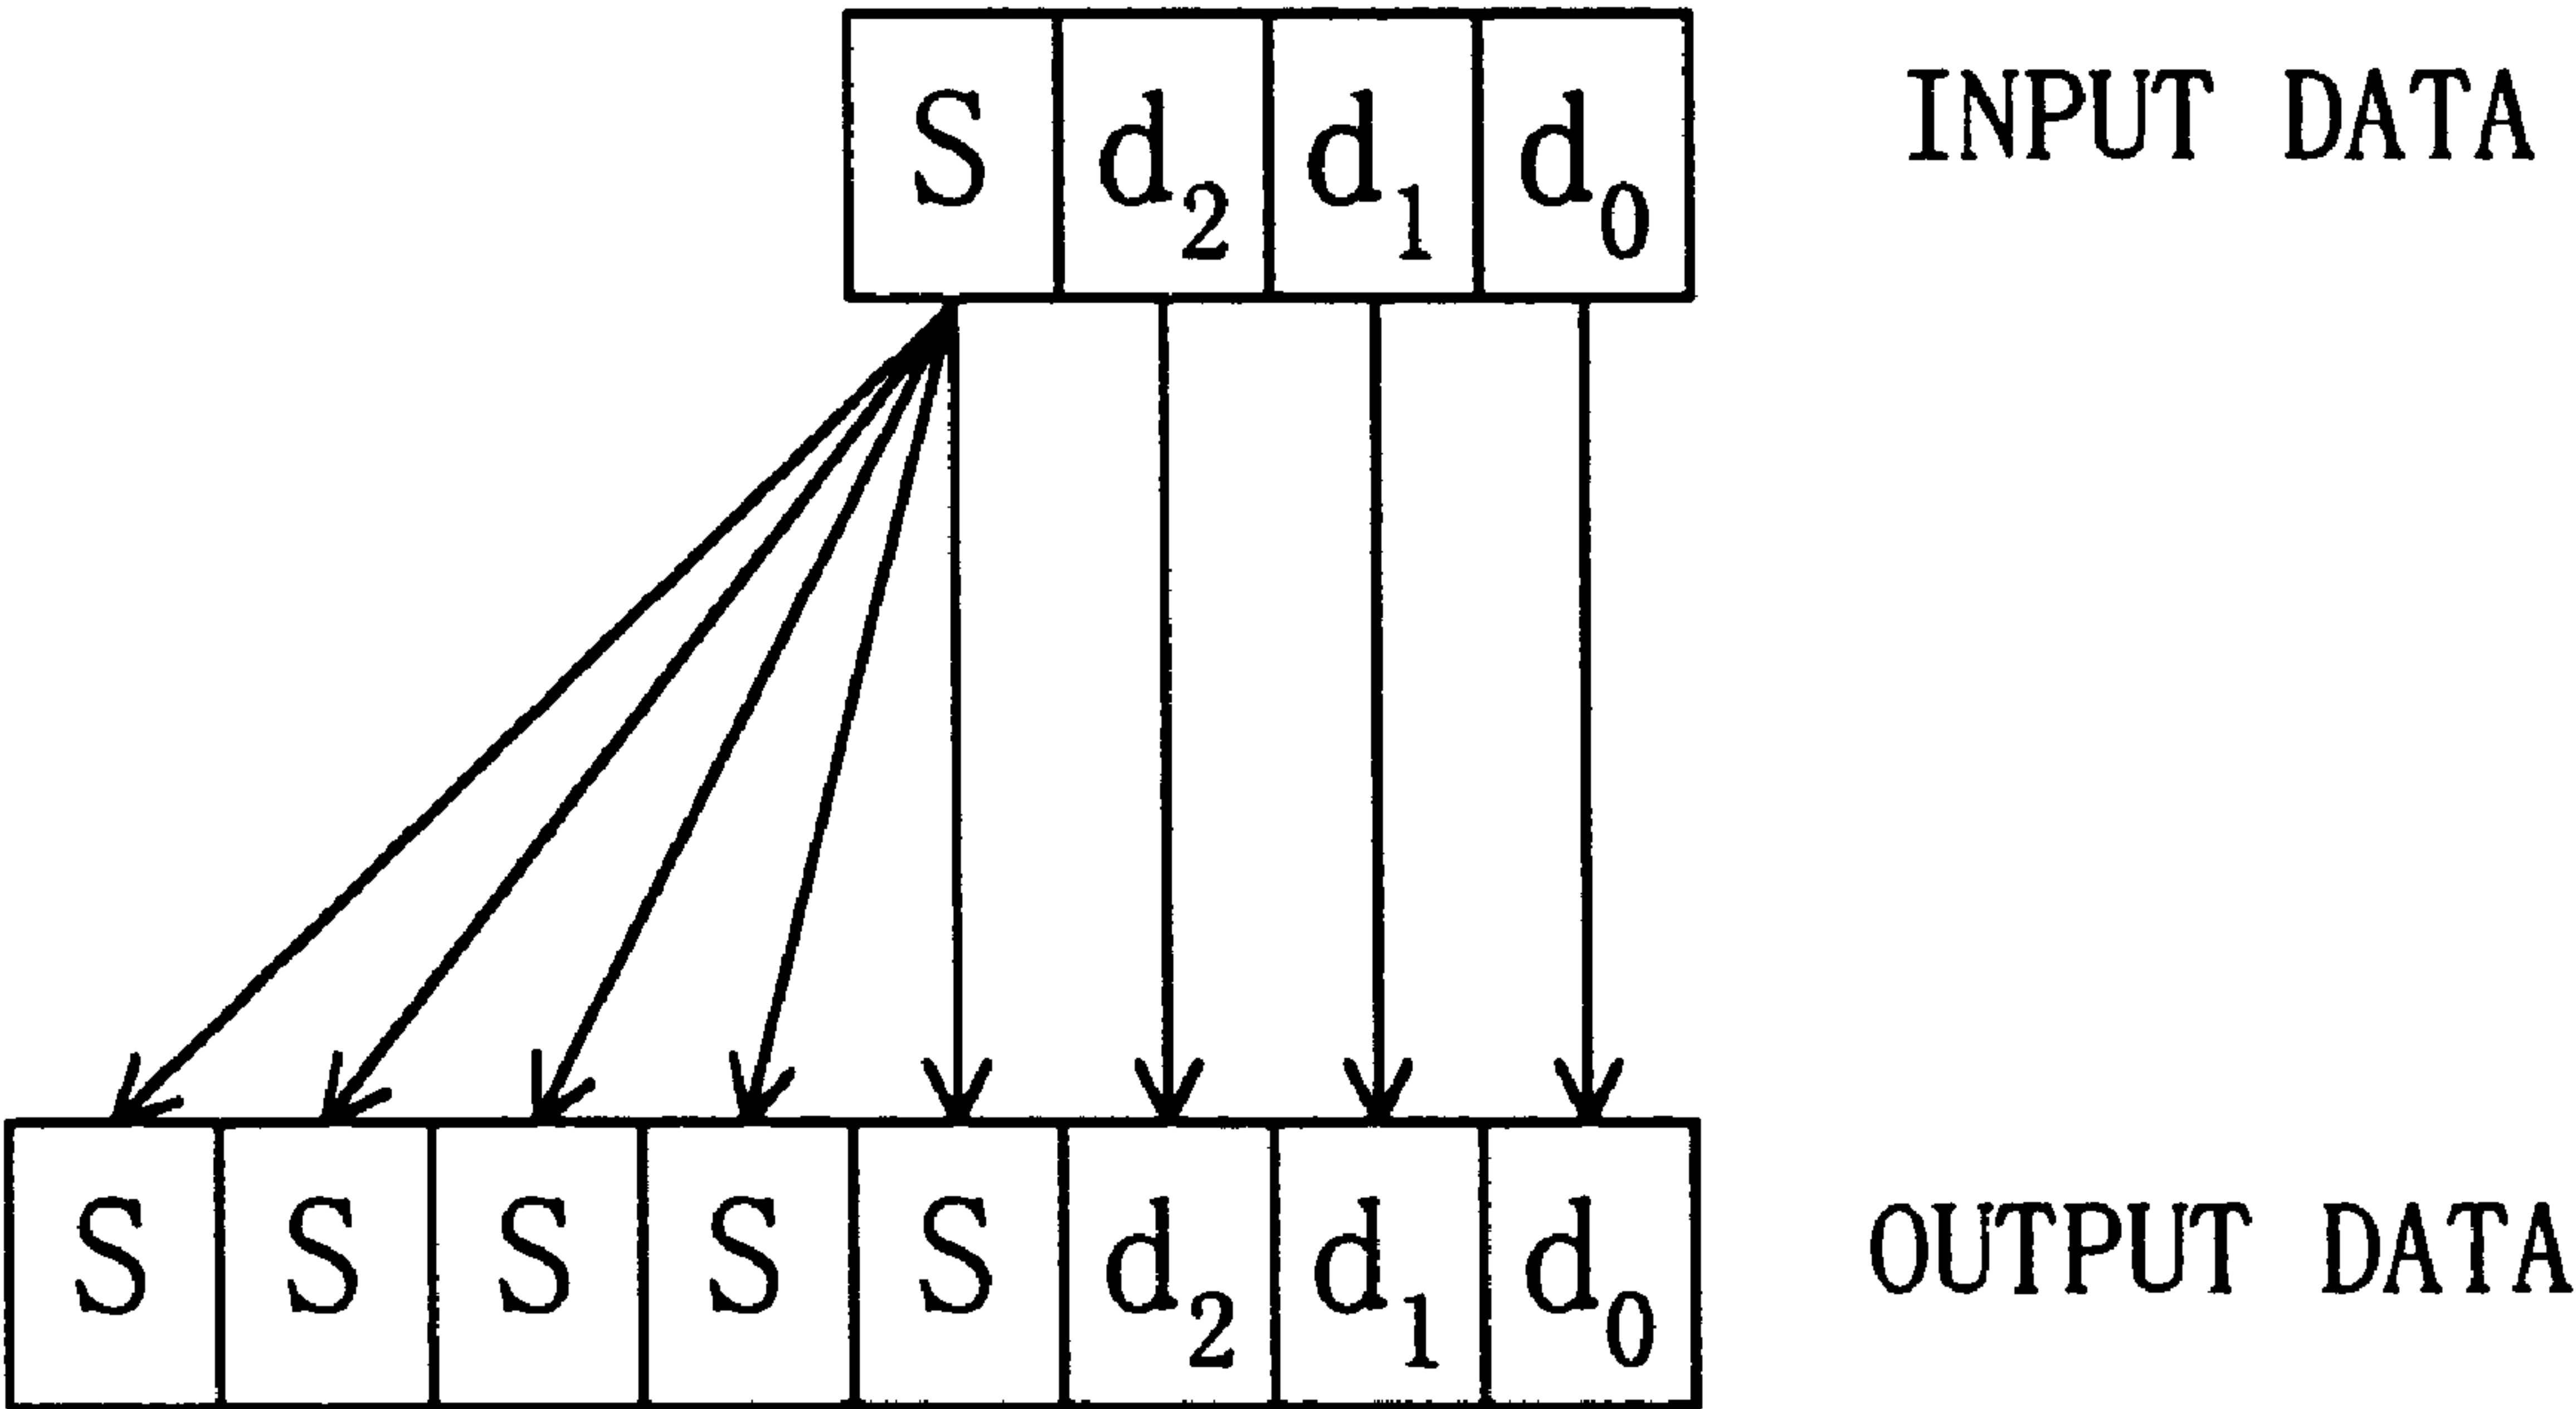 S d₂ d₁ d₀ INPUT DATA
S S S S S d₂ d₁ d₀ OUTPUT DATA